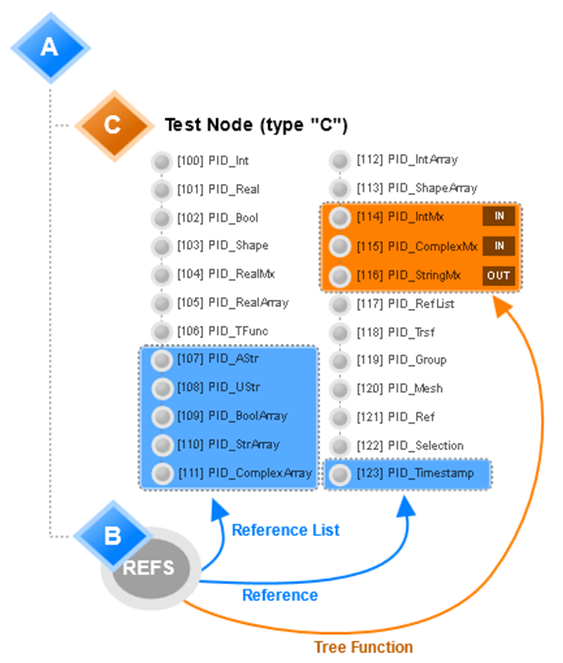 A
C
Test Node (type "C")
[100] PID_Int
[101] PID_Real
[102] PID_Bool
[103] PID_Shape
[104] PID_RealMx
[105] PID_RealArray
[106] PID_TFunc
[107] PID_AStr
[108] PID_UStr
[109] PID_BoolArray
[110] PID_StrArray
[111] PID_ComplexArray
[112] PID_IntArray
[113] PID_ShapeArray
[114] PID_IntMx IN
[115] PID_ComplexMx IN
[116] PID_StringMx OUT
[117] PID_RefList
[118] PID_Trsf
[119] PID_Group
[120] PID_Mesh
[121] PID_Ref
[122] PID_Selection
[123] PID_Timestamp
B
REFS
Reference List
Reference
Tree Function